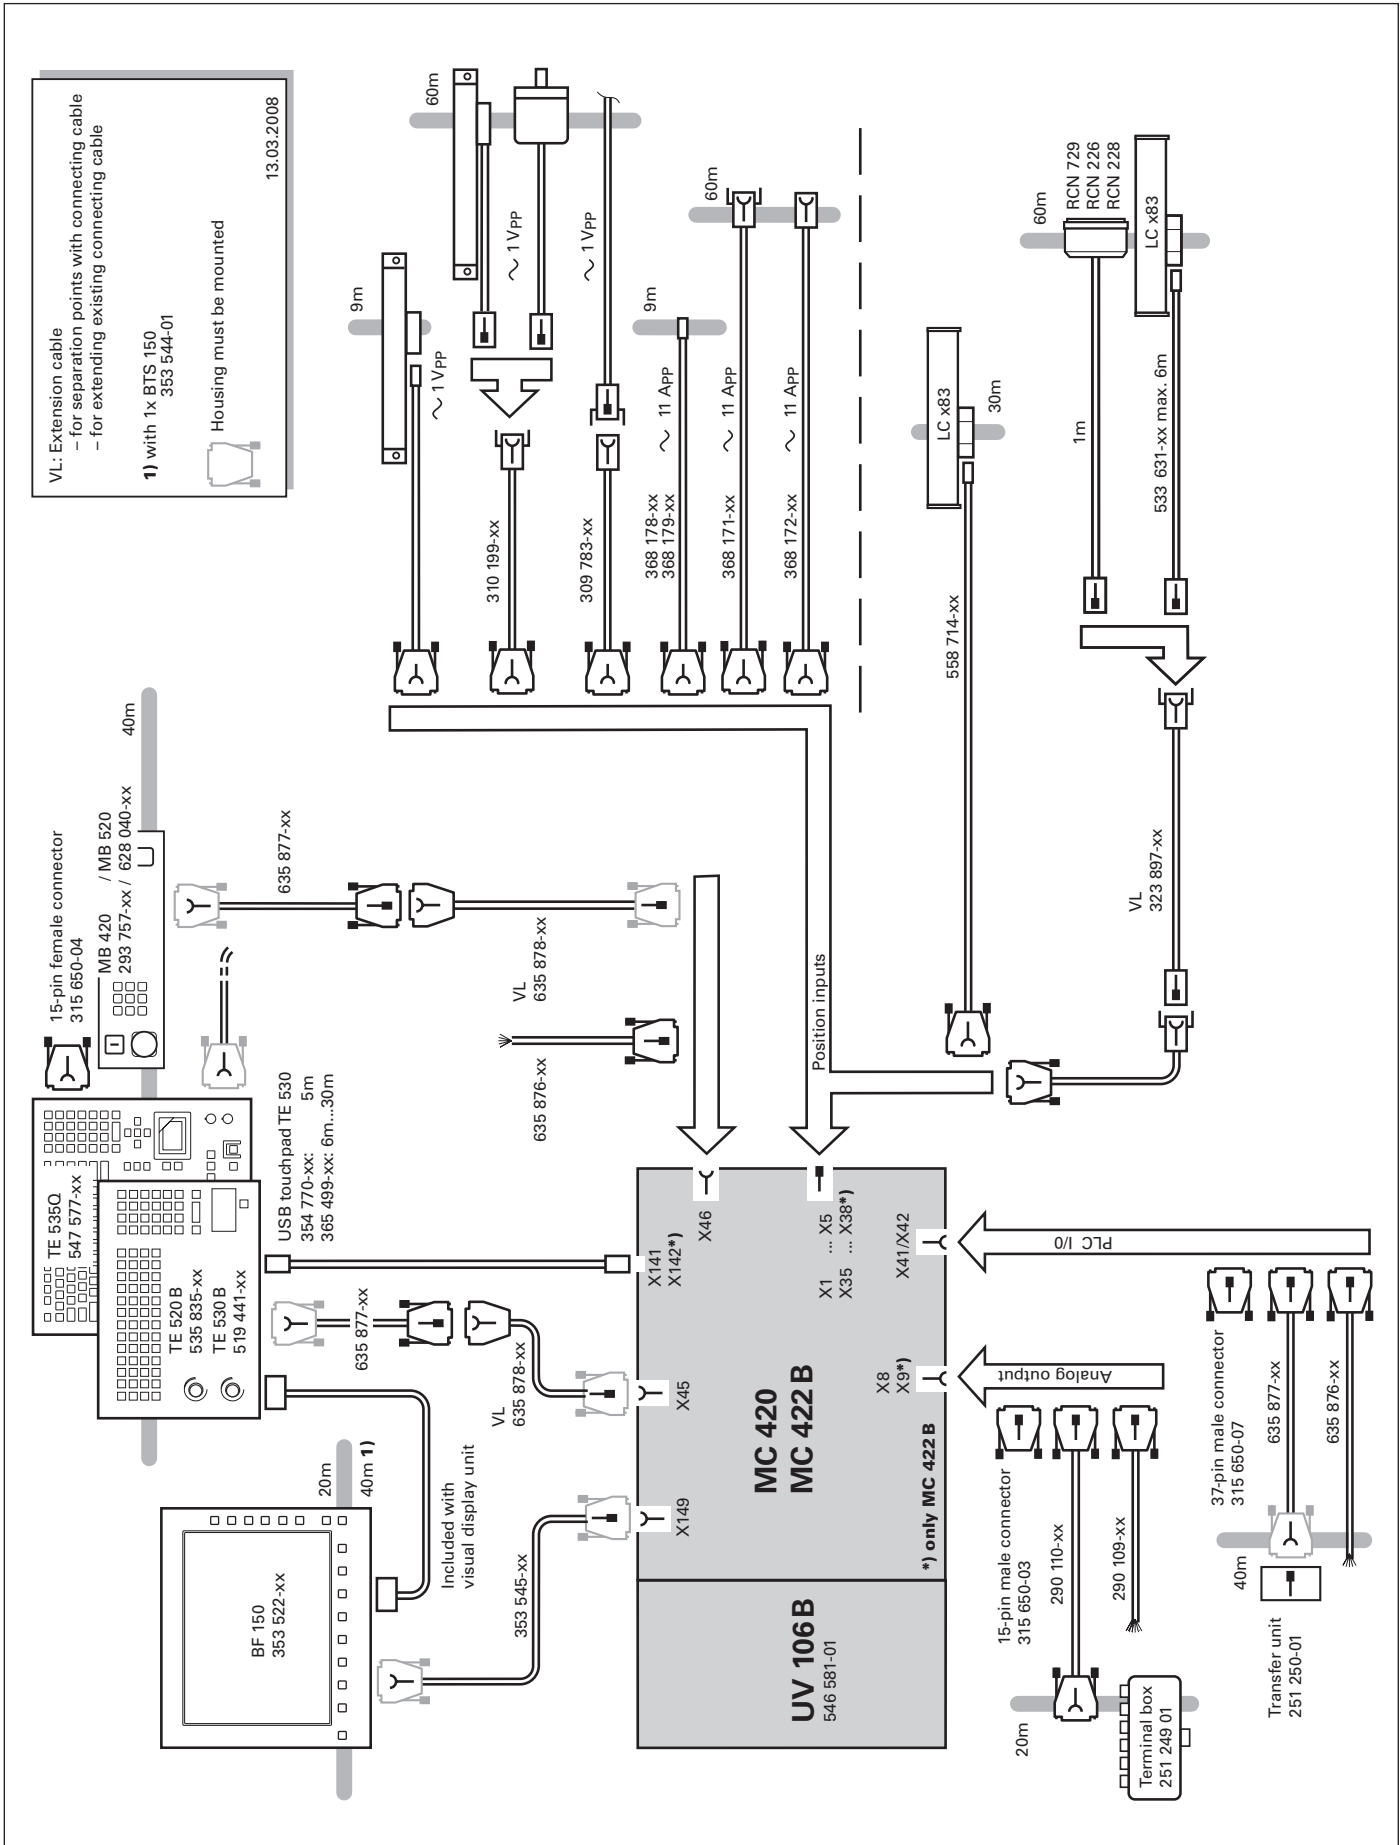 BF 150
353 522-xx
20m
40m 1)
Included with
visual display unit
353 545-xx
TE 535Q
547 577-xx
TE 520 B
535 835-xx
TE 530 B
519 441-xx
USB touchpad TE 530
354 770-xx: 5m
365 499-xx: 6m...30m
635 877-xx
VL
635 878-xx
15-pin female connector
315 650-04
MB 420 / MB 520
293 757-xx / 628 040-xx
40m
635 877-xx
VL
635 878-xx
635 876-xx
VL: Extension cable
– for separation points with connecting cable
– for extending existing connecting cable
1) with 1x BTS 150
353 544-01
Housing must be mounted
13.03.2008
UV 106 B
546 581-01
MC 420
MC 422 B
*) only MC 422 B
X149
X45
X141
X142*)
X46
X1 ... X5
X35 ... X38*)
X41/X42
X8
X9*)
Position inputs
9m
~ 1 VPP
60m
310 199-xx
~ 1 VPP
309 783-xx
~ 1 VPP
368 178-xx
368 179-xx
~ 11 APP
9m
368 171-xx
~ 11 APP
60m
368 172-xx
~ 11 APP
558 714-xx
LC x83
30m
60m
RCN 729
RCN 226
RCN 228
1m
LC x83
533 631-xx max. 6m
VL
323 897-xx
Analog output
15-pin male connector
315 650-03
290 110-xx
290 109-xx
20m
Terminal box
251 249 01
PLC I/0
37-pin male connector
315 650-07
635 877-xx
635 876-xx
40m
Transfer unit
251 250-01